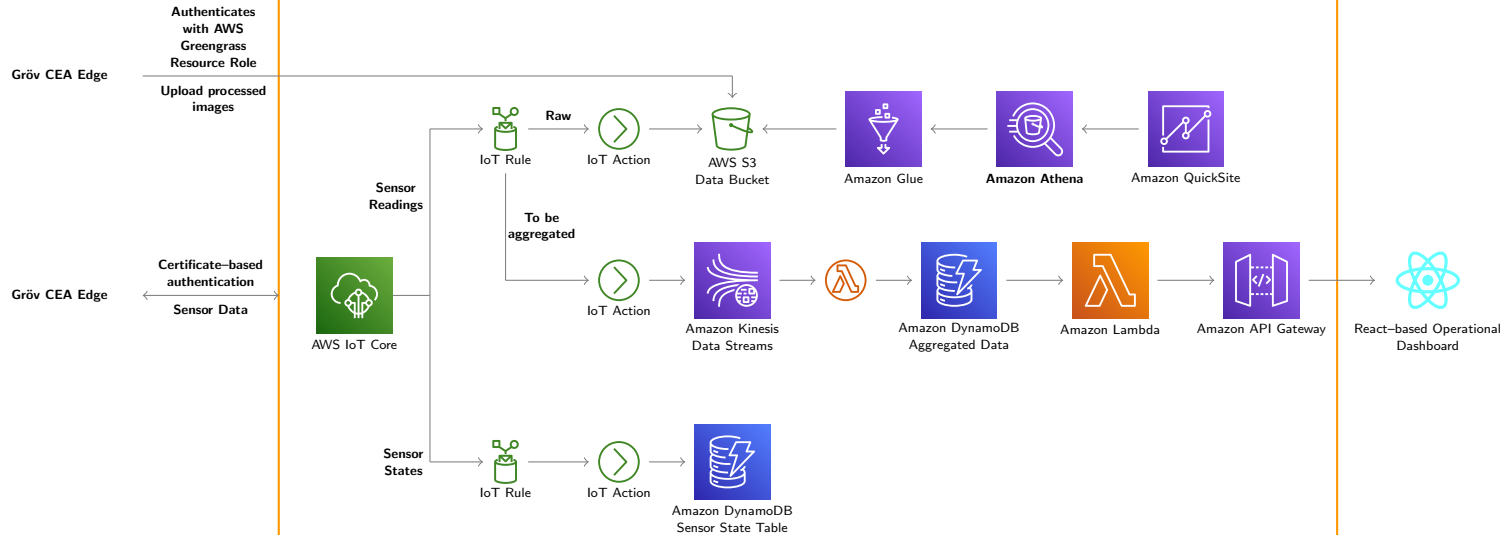 Authenticates
with AWS
Greengrass
Resource Role
Gröv CEA Edge
Upload processed
images
Raw
IoT Rule
IoT Action
AWS S3
Data Bucket
Amazon Glue
Amazon Athena
Amazon QuickSite
Sensor
Readings
To be
aggregated
Certificate–based
authentication
Gröv CEA Edge
Sensor Data
AWS IoT Core
IoT Action
Amazon Kinesis
Data Streams
Amazon DynamoDB
Aggregated Data
Amazon Lambda
Amazon API Gateway
React–based Operational
Dashboard
Sensor
States
IoT Rule
IoT Action
Amazon DynamoDB
Sensor State Table